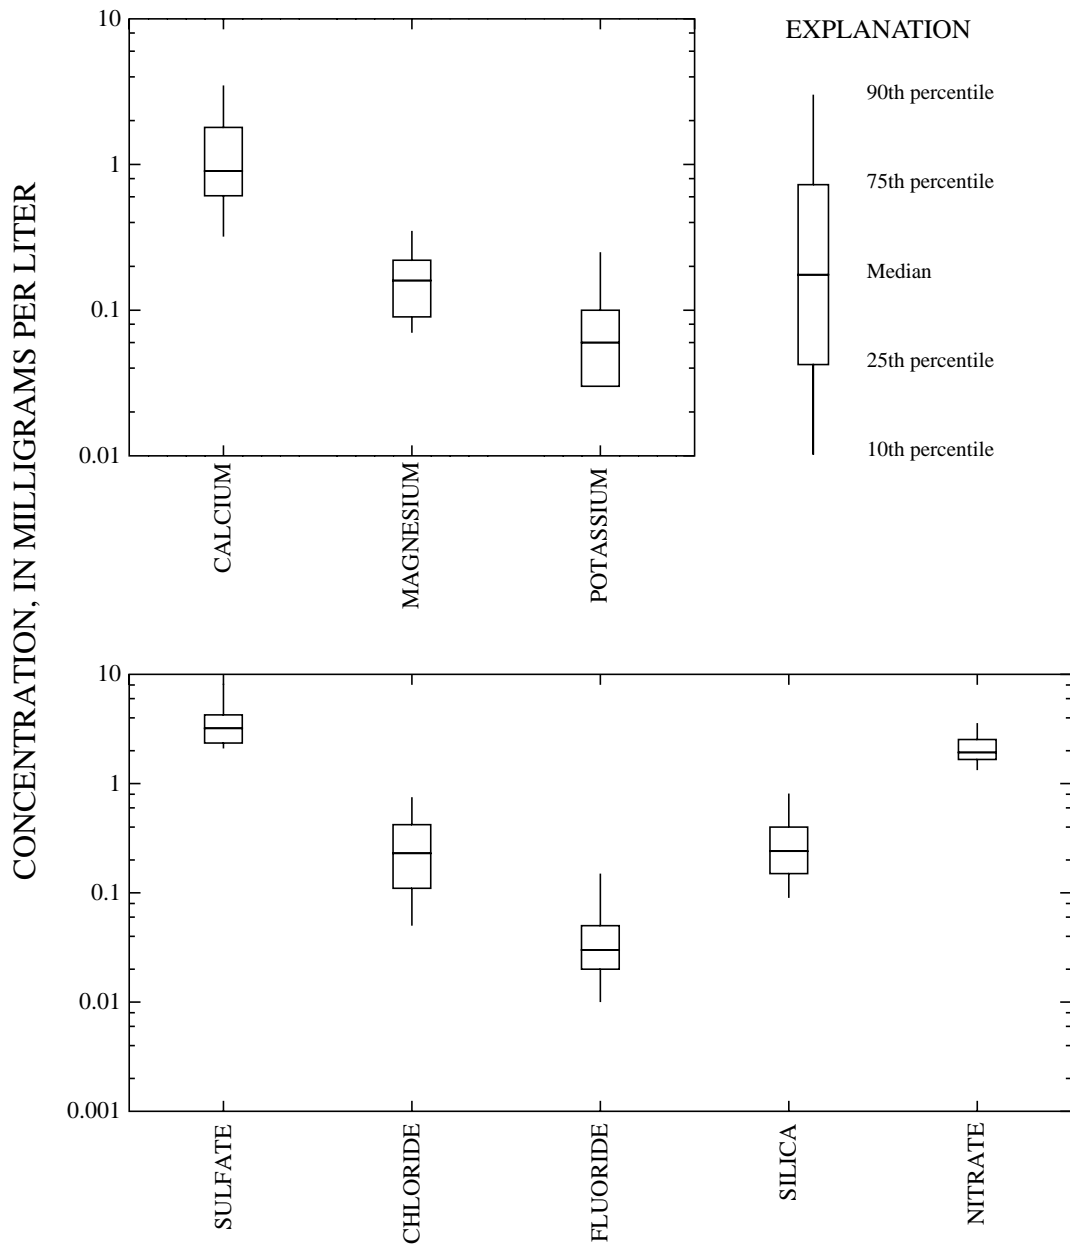 CONCENTRATION, IN MILLIGRAMS PER LITER
10
1
0.1
0.01
CALCIUM
MAGNESIUM
POTASSIUM
EXPLANATION
90th percentile
75th percentile
Median
25th percentile
10th percentile
10
1
0.1
0.01
0.001
SULFATE
CHLORIDE
FLUORIDE
SILICA
NITRATE